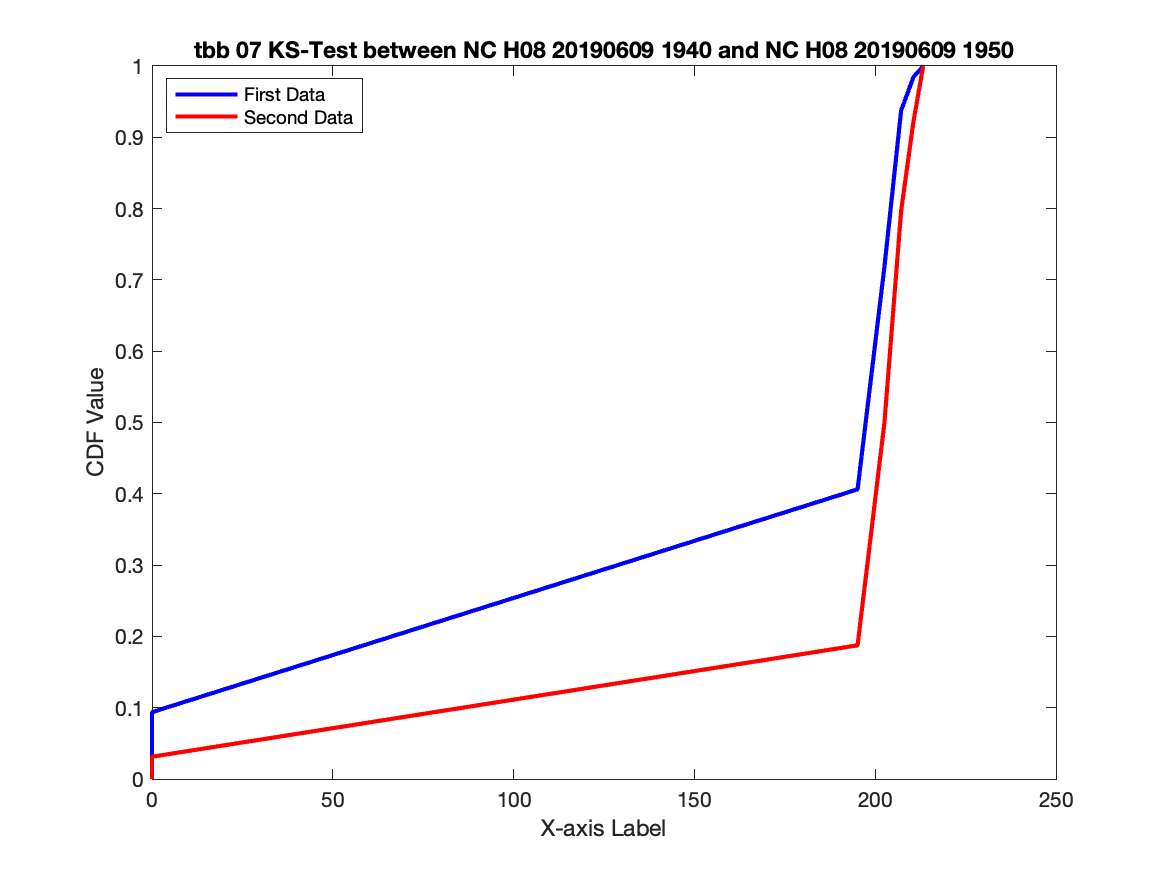 tbb 07 KS-Test between NC H08 20190609 1940 and NC H08 20190609 1950
First Data
Second Data
1
0.9
0.8
0.7
0.6
0.5
0.4
0.3
0.2
0.1
0
CDF Value
0 50 100 150 200 250
X-axis Label